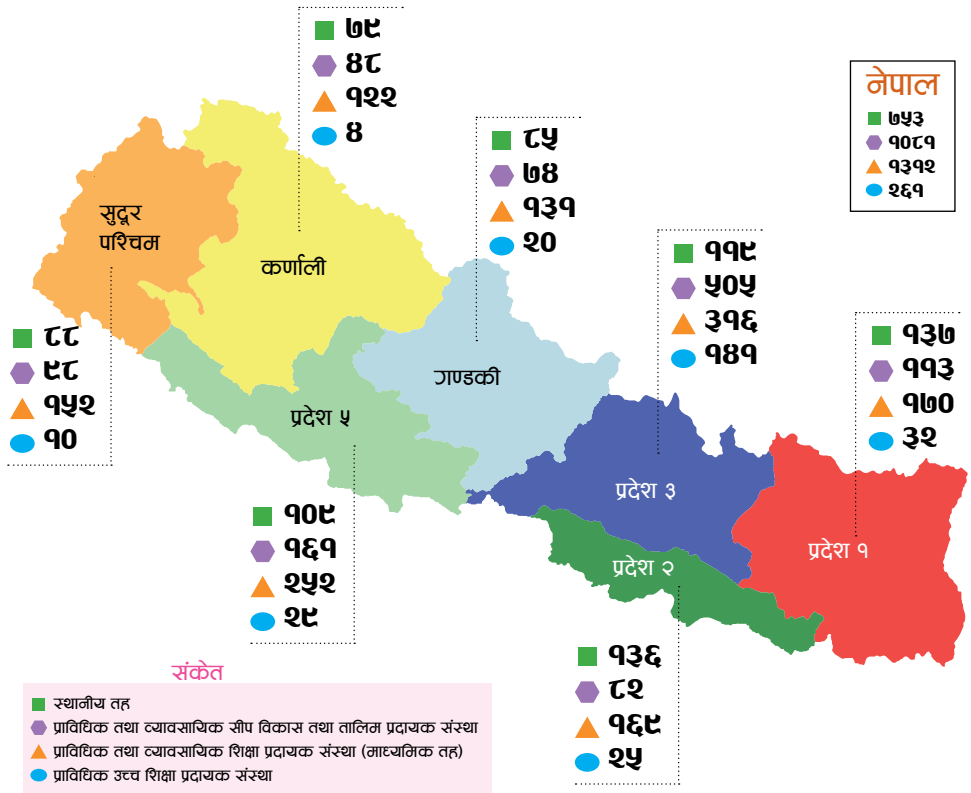 ७९
४८
१२२
४
नेपाल
७५३
१०८१
१३१२
२६१
८५
७४
१३१
२०
सुदूर
पश्चिम
कर्णाली
११९
५०५
३१६
१४१
८८
९८
१५२
१०
१३७
११३
१७०
३२
गण्डकी
प्रदेश ५
प्रदेश ३
प्रदेश १
प्रदेश २
१०९
१६१
२५२
२९
१३६
८२
१६९
२५
संकेत
स्थानीय तह
प्राविधिक तथा व्यावसायिक सीप विकास तथा तालिम प्रदायक संस्था
प्राविधिक तथा व्यावसायिक शिक्षा प्रदायक संस्था (माध्यमिक तह)
प्राविधिक उच्च शिक्षा प्रदायक संस्था